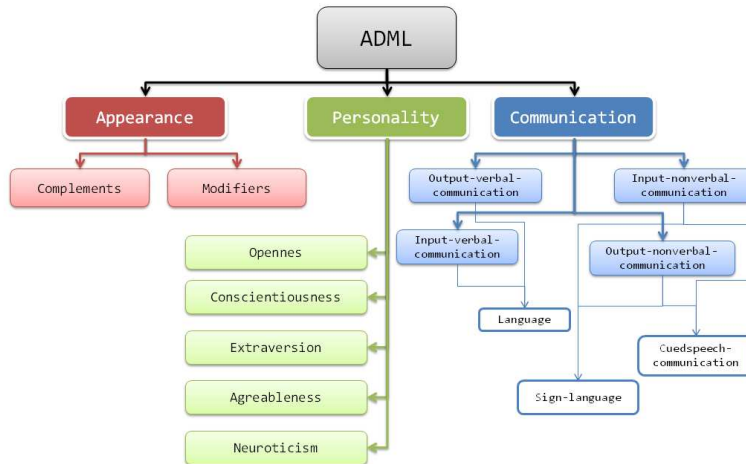 ADML
Appearance
Personality
Communication
Complements
Modifiers
Output-verbal-
communication
Input-nonverbal-
communication
Input-verbal-
communication
Output-nonverbal-
communication
Opennes
Conscientiousness
Extraversion
Agreableness
Neuroticism
Language
Cuedspeech-
communication
Sign-language